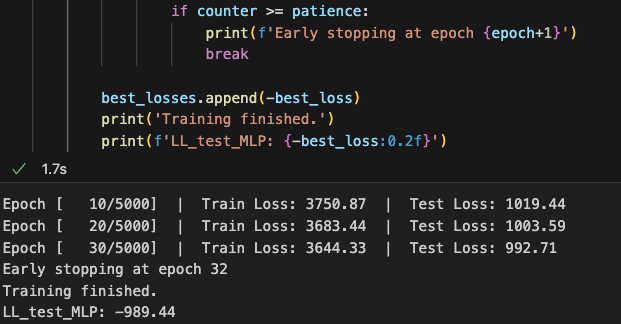 if counter >= patience:
print(f'Early stopping at epoch {epoch+1}')
break
best_losses.append(-best_loss)
print('Training finished.')
print(f'LL_test_MLP: {-best_loss:0.2f}')
✓ 1.7s
Epoch [   10/5000]  |  Train Loss: 3750.87  |  Test Loss: 1019.44
Epoch [   20/5000]  |  Train Loss: 3683.44  |  Test Loss: 1003.59
Epoch [   30/5000]  |  Train Loss: 3644.33  |  Test Loss: 992.71
Early stopping at epoch 32
Training finished.
LL_test_MLP: -989.44